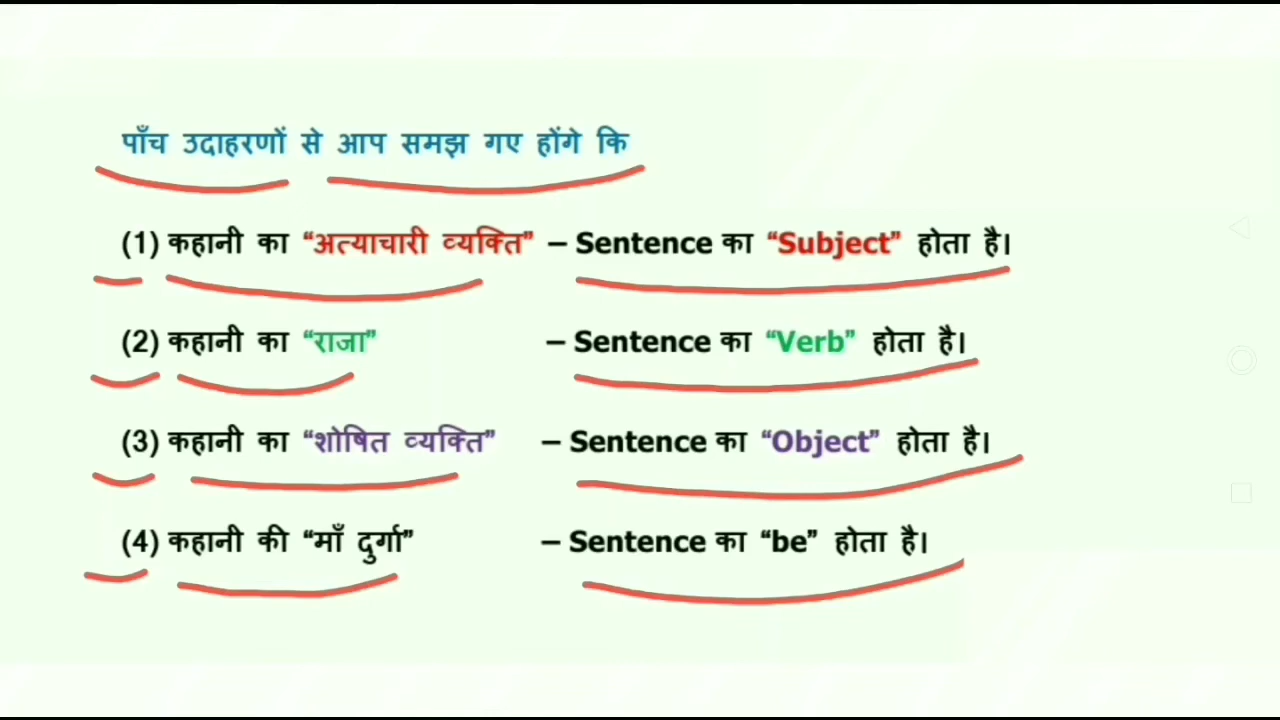 पाँच उदाहरणों से आप समझ गए होंगे कि
(1) कहानी का “अत्याचारी व्यक्ति” – Sentence का “Subject” होता है।
(2) कहानी का “राजा” – Sentence का “Verb” होता है।
(3) कहानी का “शोषित व्यक्ति” – Sentence का “Object” होता है।
(4) कहानी की “माँ दुर्गा” – Sentence का “be” होता है।